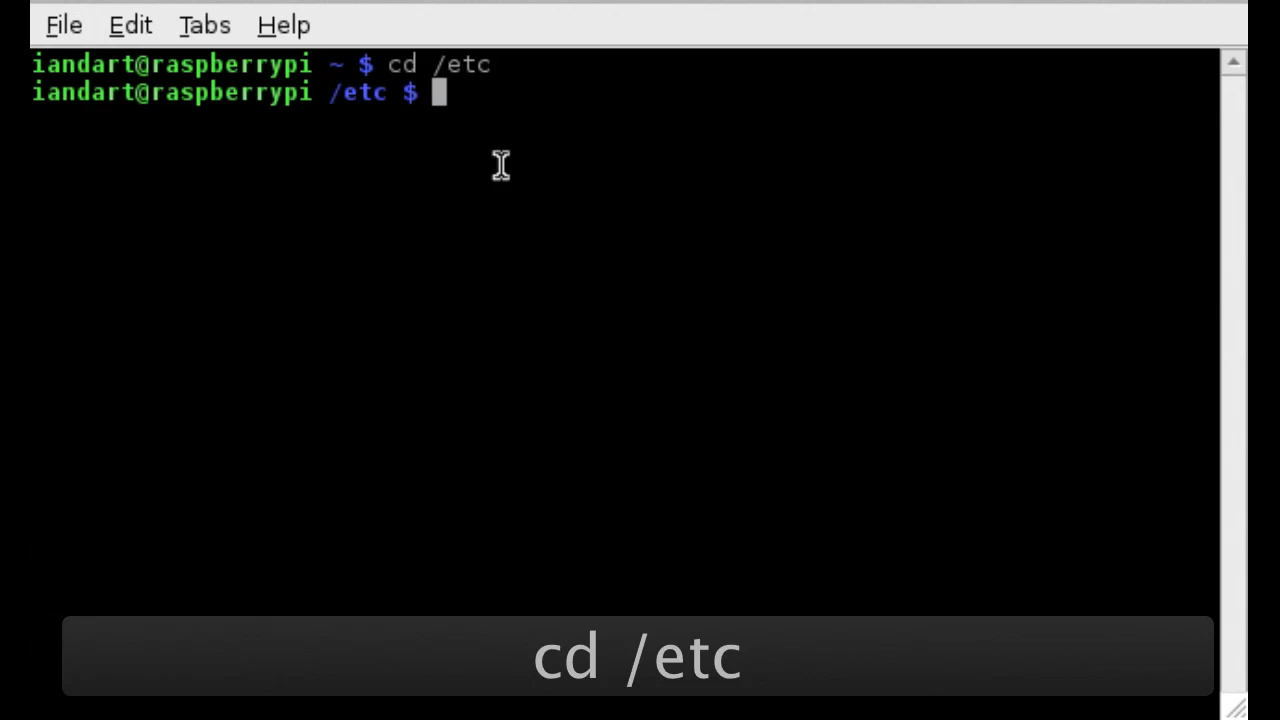 File Edit Tabs Help
iandart@raspberrypi ~ $ cd /etc
iandart@raspberrypi /etc $
cd /etc